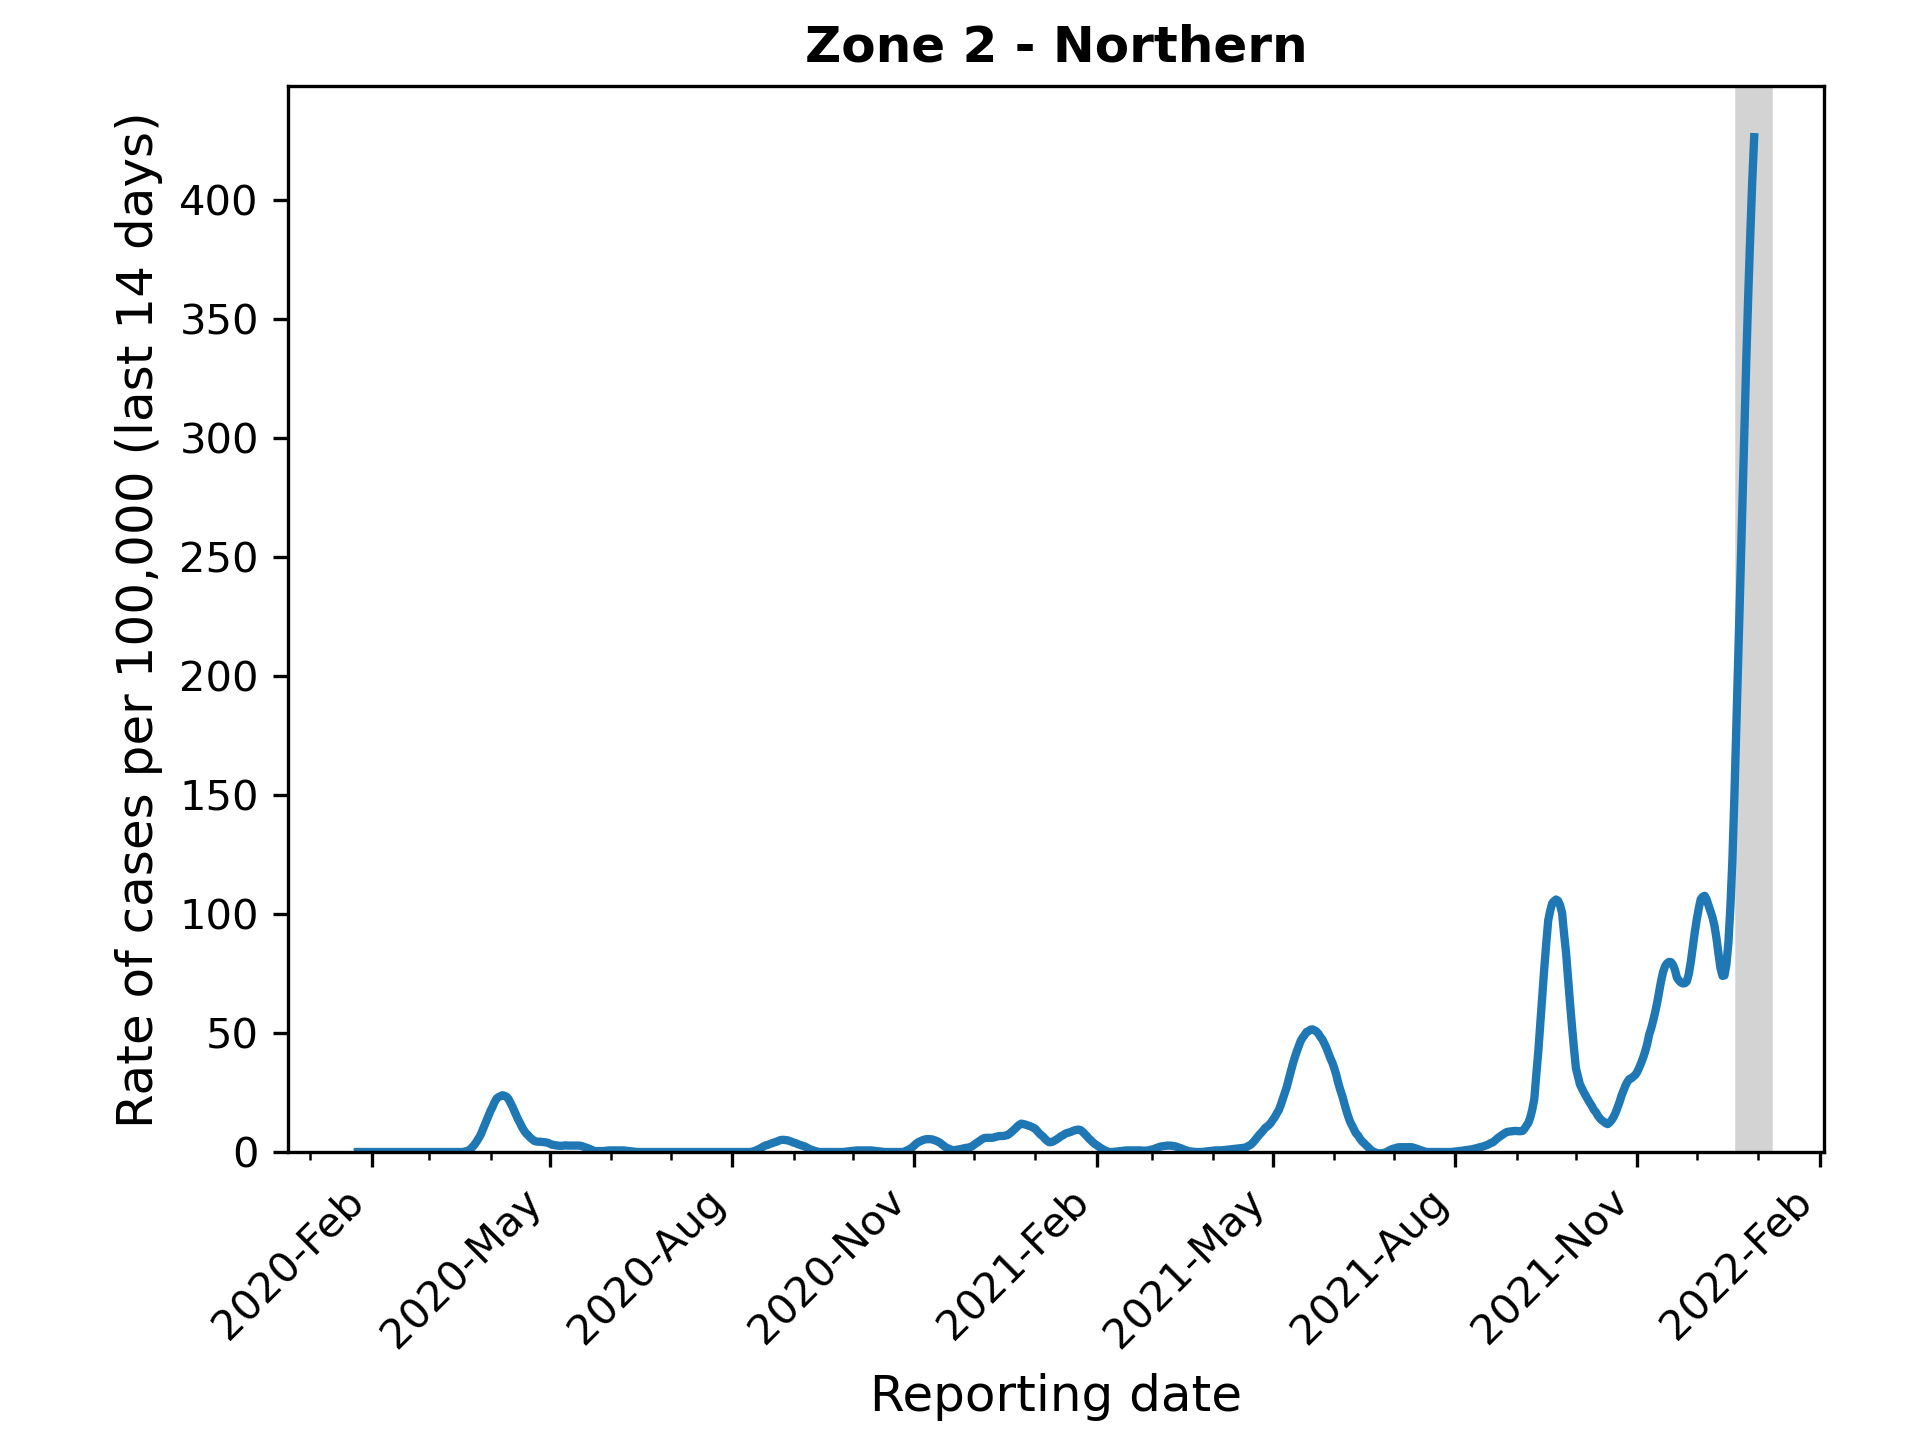 Zone 2 - Northern
Rate of cases per 100,000 (last 14 days)
400
350
300
250
200
150
100
50
0
2020-Feb
2020-May
2020-Aug
2020-Nov
2021-Feb
2021-May
2021-Aug
2021-Nov
2022-Feb
Reporting date